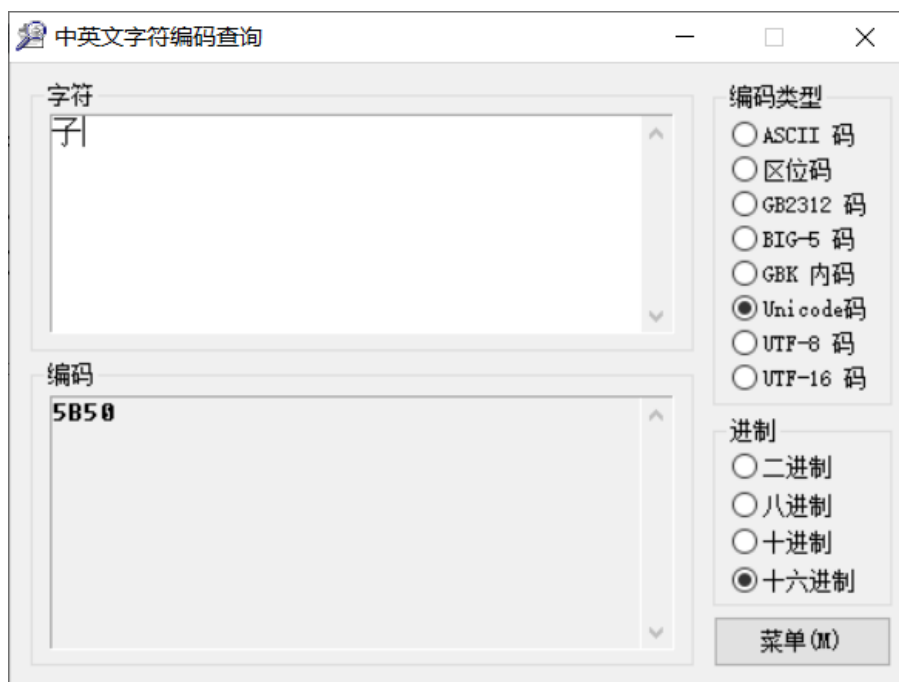 中英文字符编码查询
字符
子
编码
5B50
编码类型
ASCII 码
区位码
GB2312 码
BIG-5 码
GBK 内码
Unicode码
UTF-8 码
UTF-16 码
进制
二进制
八进制
十进制
十六进制
菜单(M)